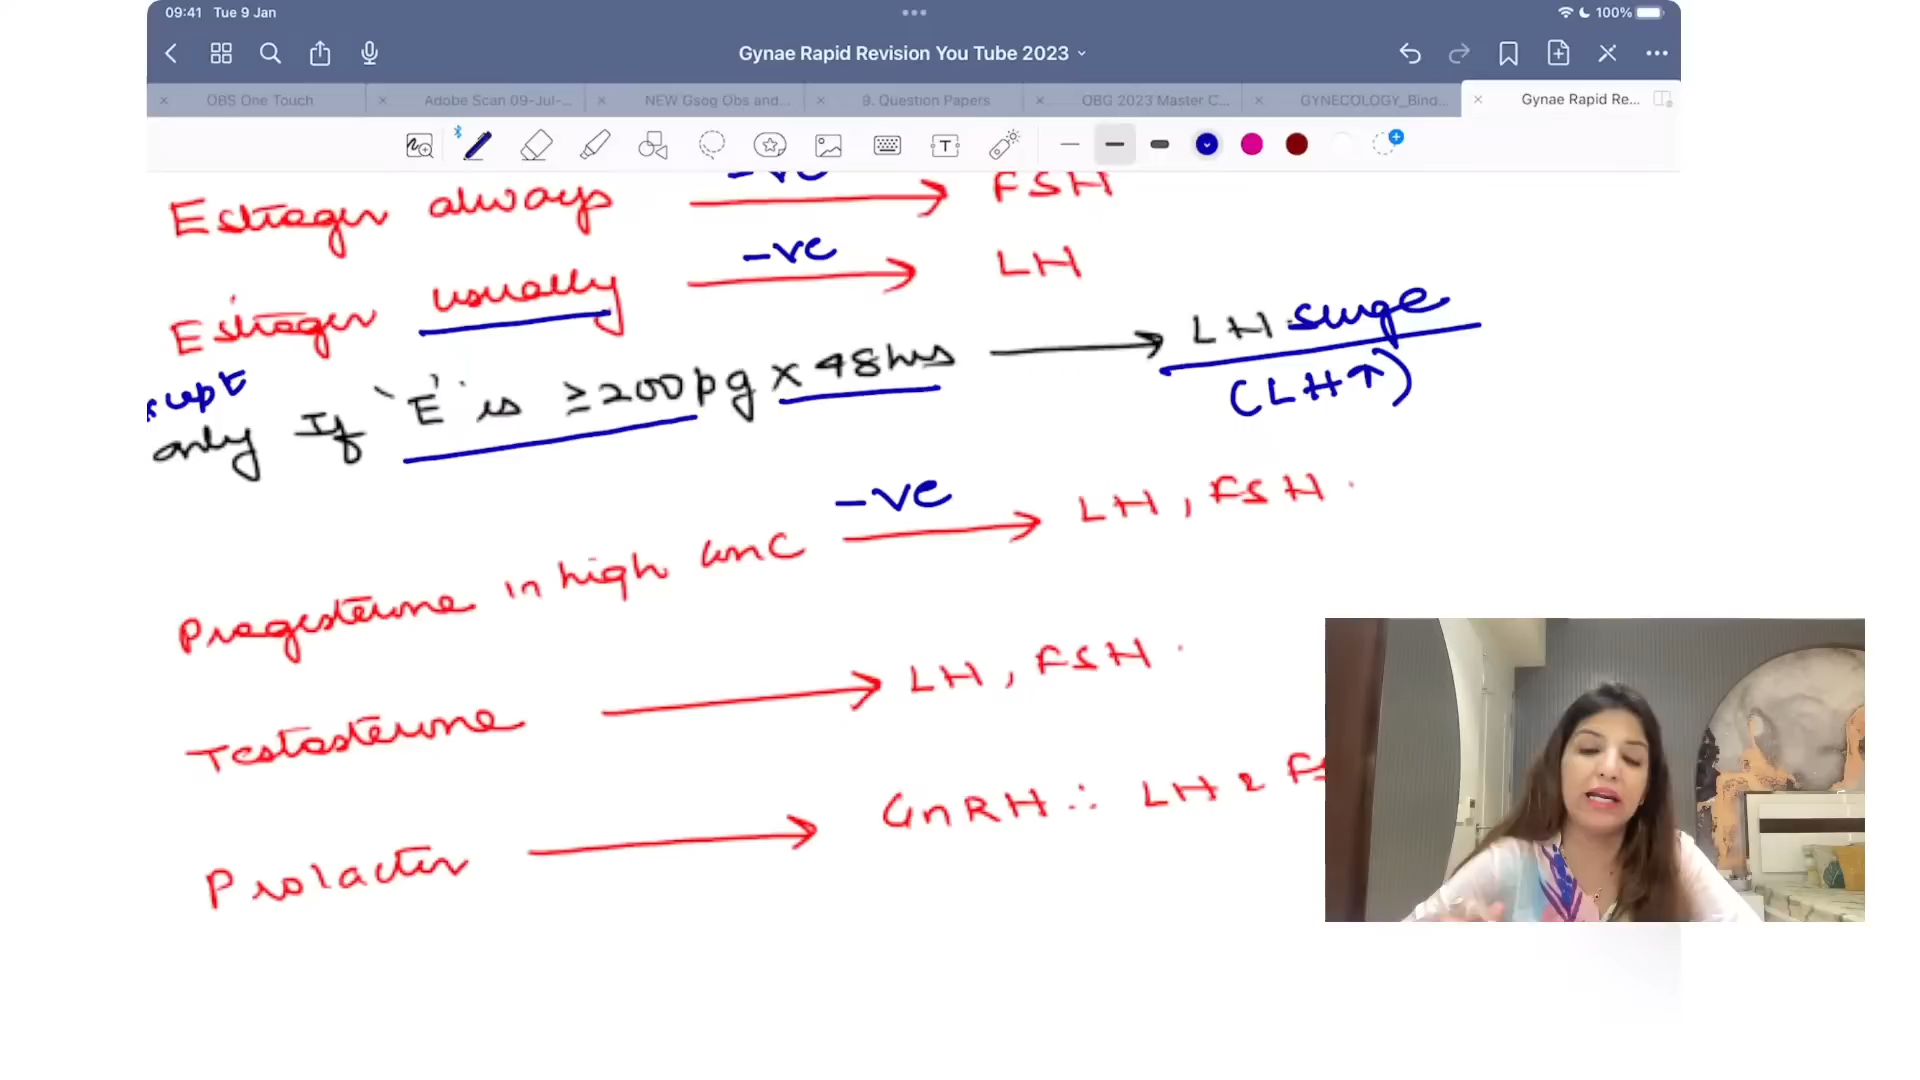 09:41 Tue 9 Jan
100%
Gynae Rapid Revision You Tube 2023
OBS One Touch
Adobe Scan 09-Jul-...
NEW Gsog Obs and...
9. Question Papers
OBG 2023 Master C...
GYNECOLOGY_Bind...
Gynae Rapid Re...
-ve
Estrogen always → FSH
-ve
Estrogen usually → LH
only If 'E' is ≥200pg x 48hrs → LH surge
(LH↑)
-ve
Progesterone in high conc → LH, FSH.
Testosterone → LH, FSH.
Prolactin → GnRH ∴ LH & FS